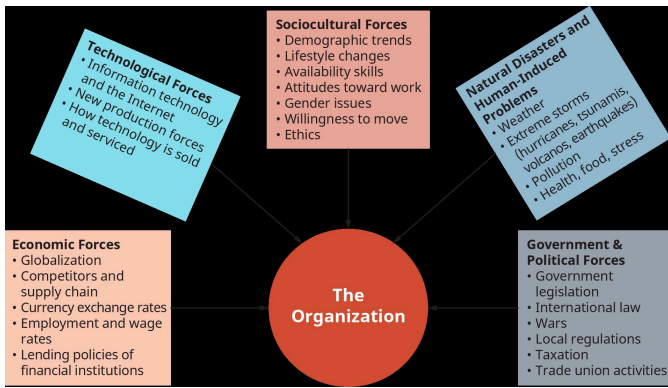 Sociocultural Forces
• Demographic trends
• Lifestyle changes
• Availability skills
• Attitudes toward work
• Gender issues
• Willingness to move
• Ethics
Technological Forces
• Information technology
and the Internet
• New production forces
• How technology is sold
and serviced
Natural Disasters and
Human-Induced
Problems
• Weather
• Extreme storms
(hurricanes, tsunamis,
volcanos, earthquakes)
• Pollution
• Health, food, stress
Economic Forces
• Globalization
• Competitors and
supply chain
• Currency exchange rates
• Employment and wage
rates
• Lending policies of
financial institutions
The
Organization
Government &
Political Forces
• Government
legislation
• International law
• Wars
• Local regulations
• Taxation
• Trade union activities